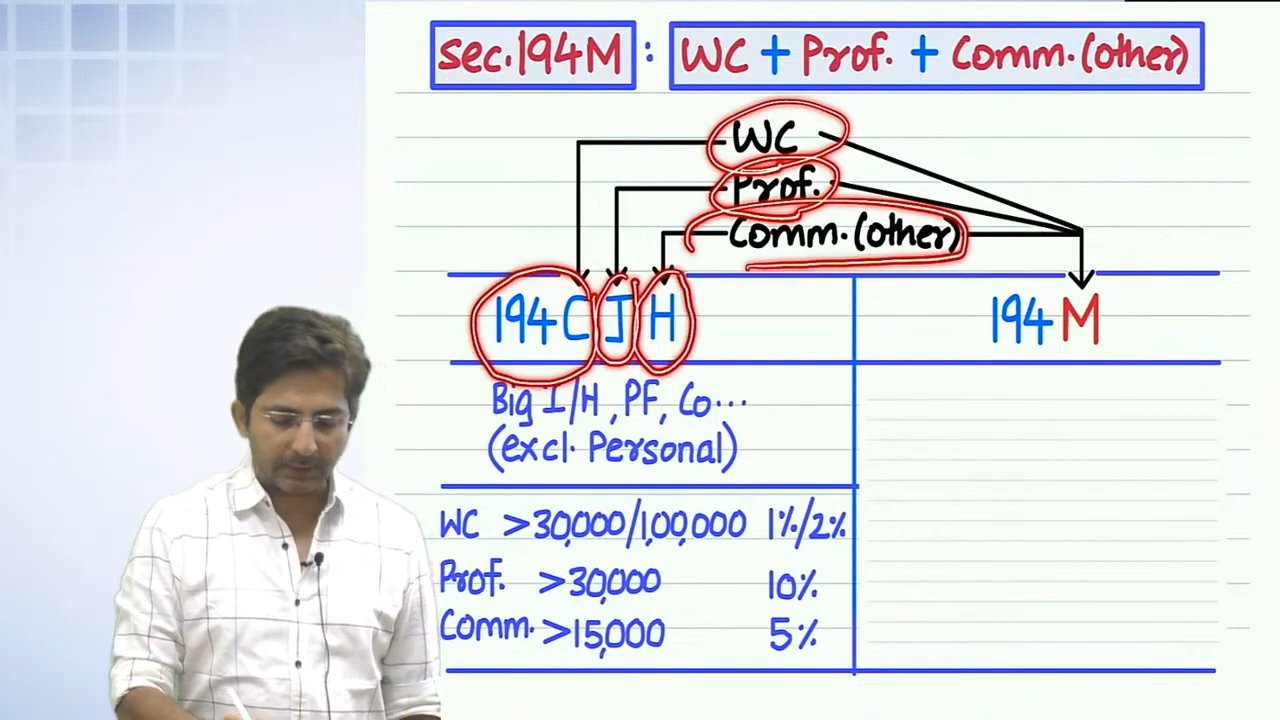 sec.194M : WC + Prof. + Comm.(other)
WC
Prof.
Comm.(other)
194C J H
194M
Big I/H, PF, Co...
(excl. Personal)
WC >30,000/1,00,000 1%/2%
Prof. >30,000 10%
Comm. >15,000 5%